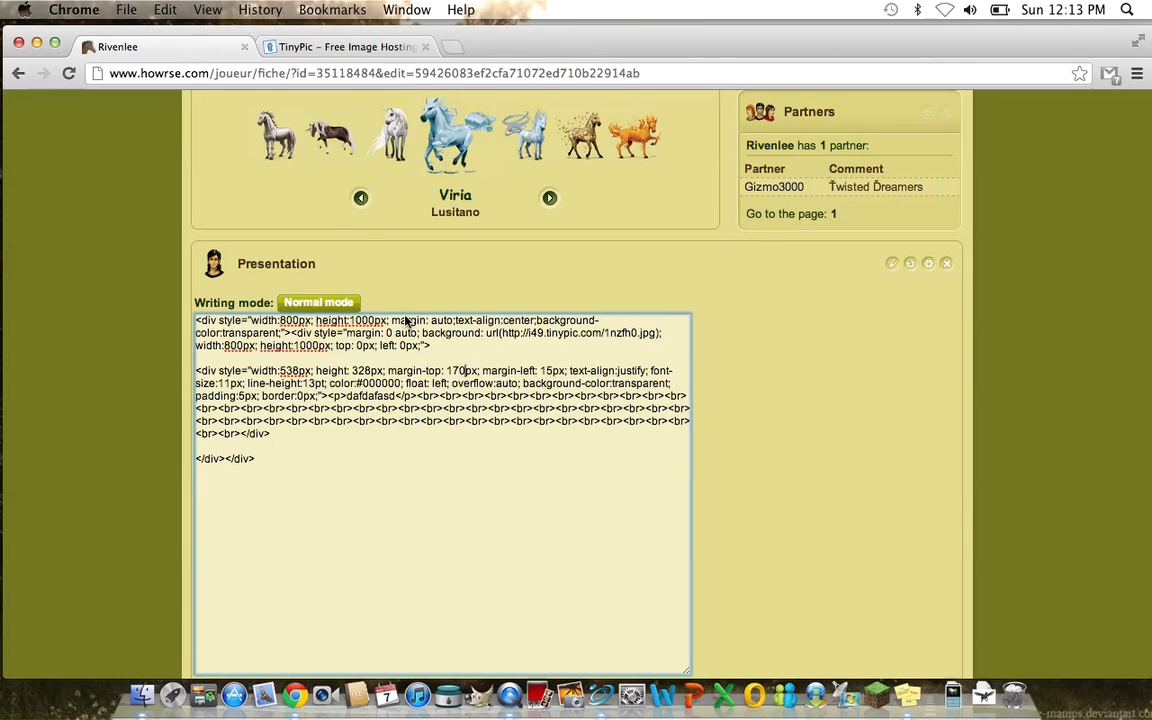 Chrome File Edit View History Bookmarks Window Help Sun 12:13 PM
Rivenlee TinyPic – Free Image Hosting
www.howrse.com/joueur/fiche/?id=35118484&edit=59426083ef2cfa71072ed710b22914ab
Viria
Lusitano
Partners
Rivenlee has 1 partner:
Partner Comment
Gizmo3000 Ťwisted Ďreamers
Go to the page: 1
Presentation
Writing mode: Normal mode
<div style="width:800px; height:1000px; margin: auto;text-align:center;background-
color:transparent;"><div style="margin: 0 auto; background: url(http://i49.tinypic.com/1nzfh0.jpg);
width:800px; height:1000px; top: 0px; left: 0px;">
<div style="width:538px; height: 328px; margin-top: 170px; margin-left: 15px; text-align:justify; font-
size:11px; line-height:13pt; color:#000000; float: left; overflow:auto; background-color:transparent;
padding:5px; border:0px;"><p>dafdafasd</p><br><br><br><br><br><br><br><br><br><br><br><br>
<br><br><br><br><br><br><br><br><br><br><br><br><br><br><br><br><br><br><br><br><br><br>
<br><br><br><br><br><br><br><br><br><br><br><br><br><br><br><br><br><br><br><br><br><br>
<br><br></div>
</div></div>